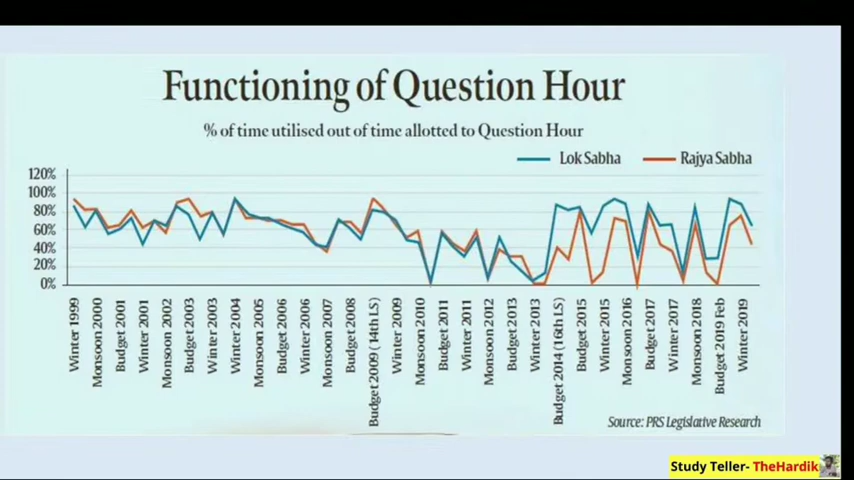 Functioning of Question Hour
% of time utilised out of time allotted to Question Hour
Lok Sabha Rajya Sabha
120%
100%
80%
60%
40%
20%
0%
Winter 1999
Monsoon 2000
Budget 2001
Winter 2001
Monsoon 2002
Budget 2003
Winter 2003
Winter 2004
Monsoon 2005
Budget 2006
Winter 2006
Monsoon 2007
Budget 2008
Budget 2009 ( 14th LS)
Winter 2009
Monsoon 2010
Budget 2011
Winter 2011
Monsoon 2012
Budget 2013
Winter 2013
Budget 2014 (16th LS)
Budget 2015
Winter 2015
Monsoon 2016
Budget 2017
Winter 2017
Monsoon 2018
Budget 2019 Feb
Winter 2019
Source: PRS Legislative Research
Study Teller- TheHardik